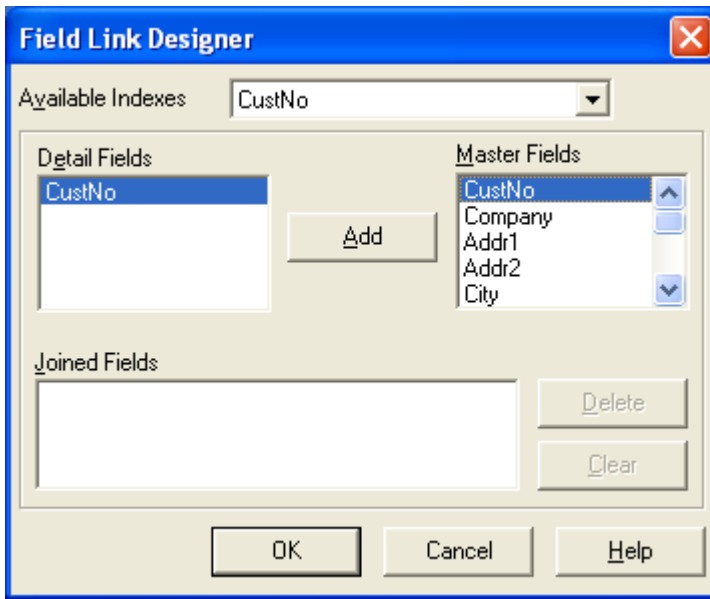 Field Link Designer
Available Indexes CustNo
Detail Fields Master Fields
CustNo CustNo
Company
Add Addr1
Addr2
City
Joined Fields
Delete
Clear
OK Cancel Help